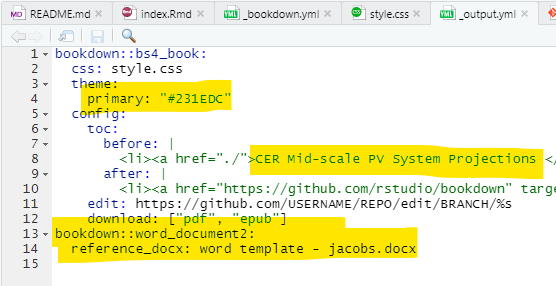 README.md index.Rmd _bookdown.yml style.css _output.yml
1 bookdown::bs4_book:
2 css: style.css
3 theme:
4 primary: "#231EDC"
5 config:
6 toc:
7 before: |
8 <li><a href="./">CER Mid-scale PV System Projections </
9 after: |
10 <li><a href="https://github.com/rstudio/bookdown" targe
11 edit: https://github.com/USERNAME/REPO/edit/BRANCH/%s
12 download: ["pdf", "epub"]
13 bookdown::word_document2:
14 reference_docx: word template - jacobs.docx
15